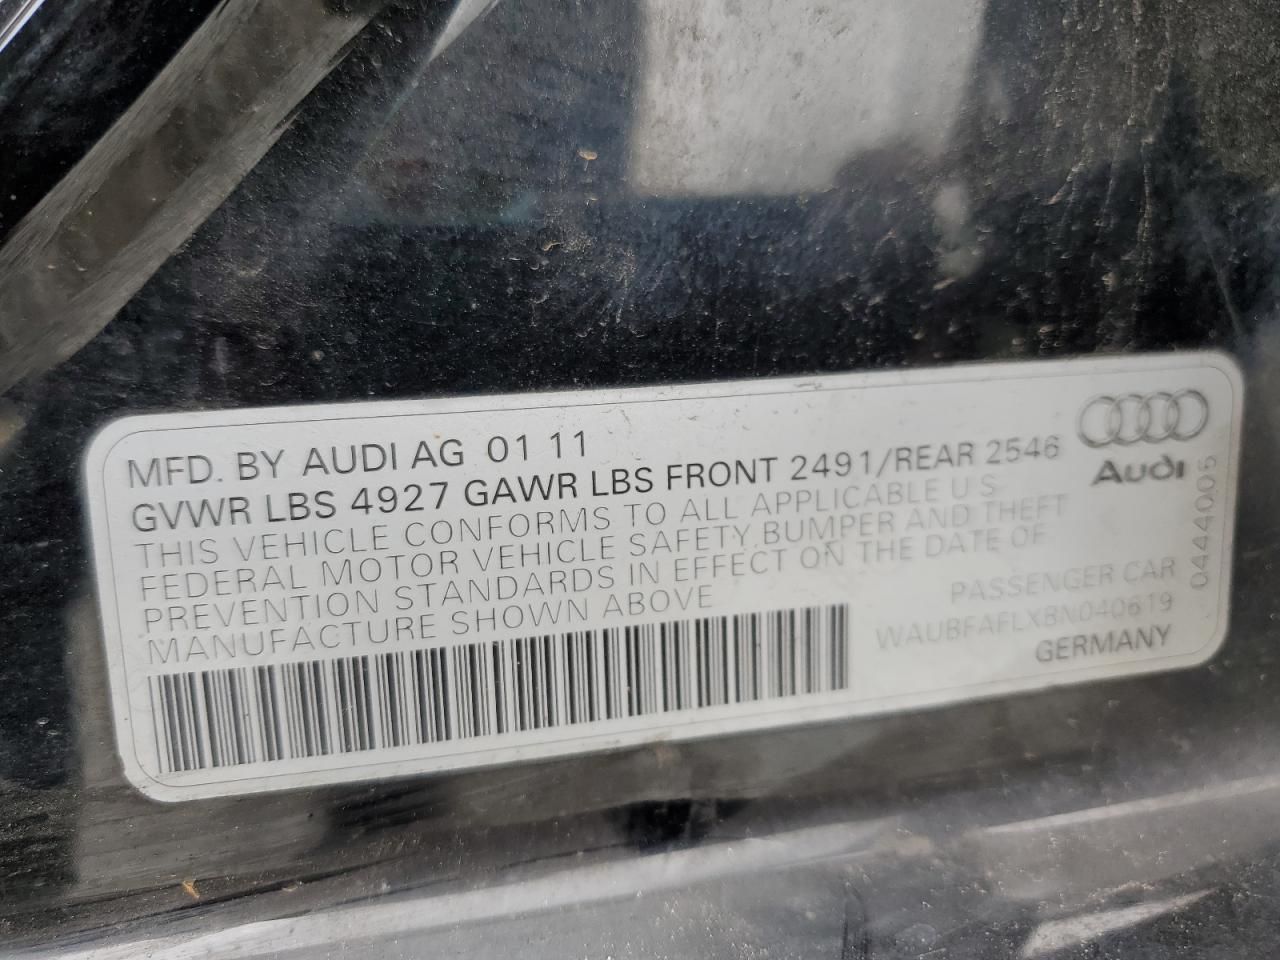 MFD. BY AUDI AG 01 11
GVWR LBS 4927 GAWR LBS FRONT 2491/REAR 2546
THIS VEHICLE CONFORMS TO ALL APPLICABLE U S
FEDERAL MOTOR VEHICLE SAFETY BUMPER AND THEFT
PREVENTION STANDARDS IN EFFECT ON THE DATE OF
MANUFACTURE SHOWN ABOVE
Audi
PASSENGER CAR
WAUBFAFLXBN040619
GERMANY
0444005